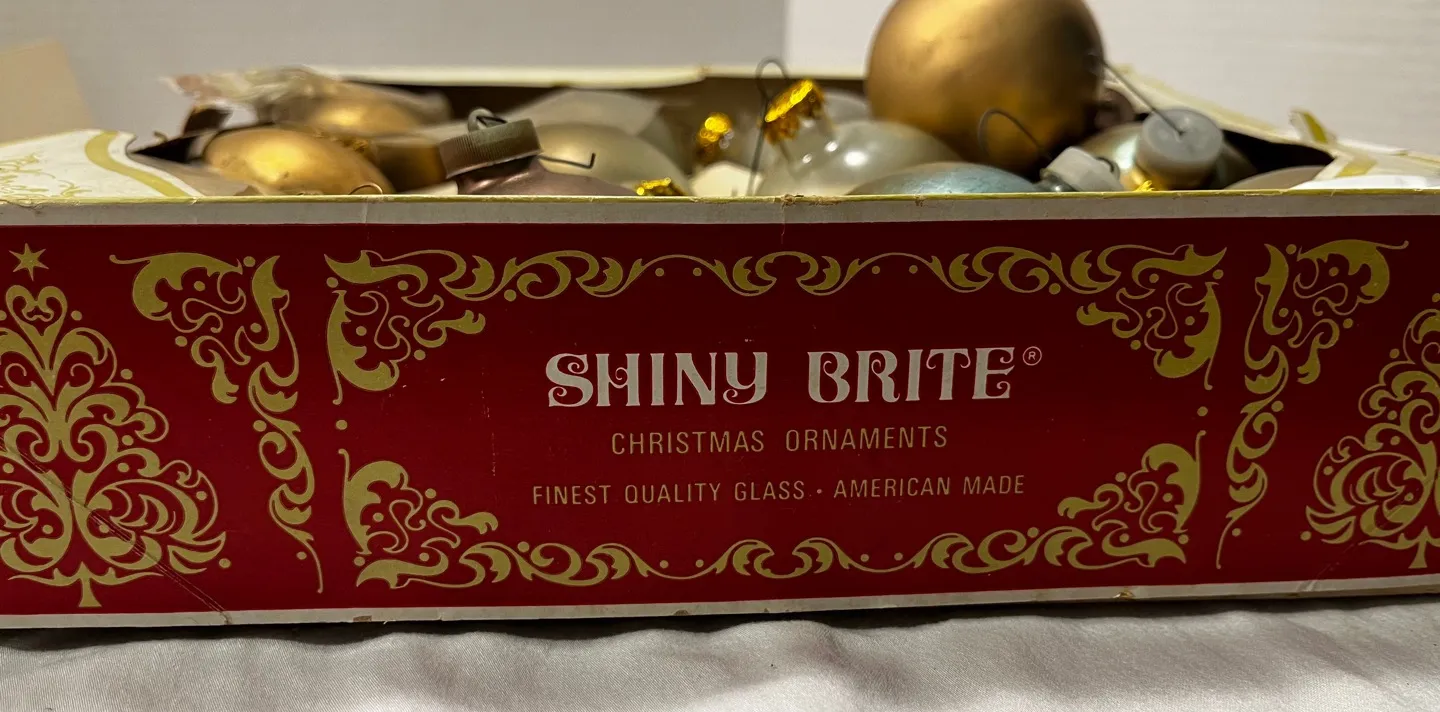 SHINY BRITE®
CHRISTMAS ORNAMENTS
FINEST QUALITY GLASS · AMERICAN MADE